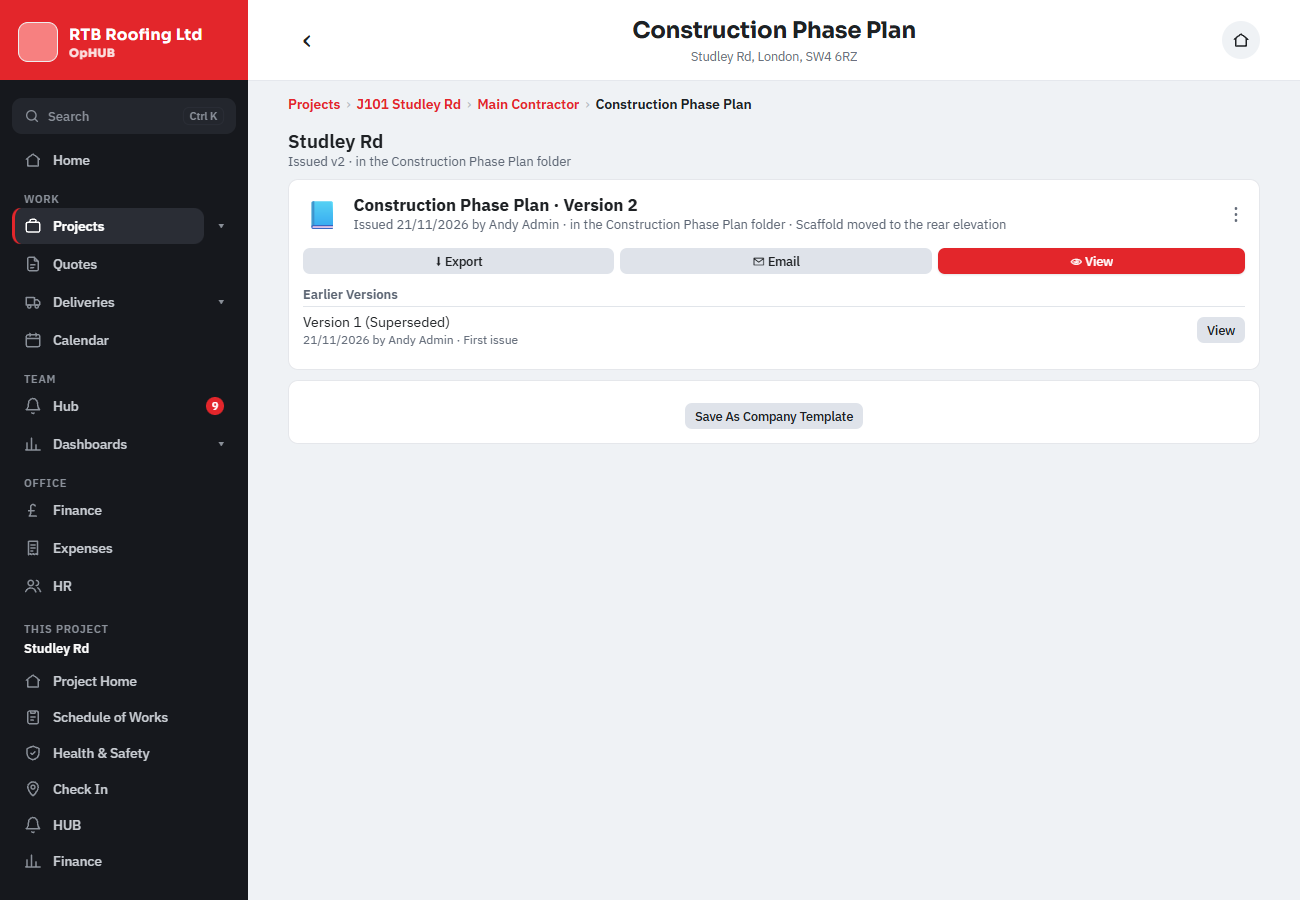 RTB Roofing Ltd
OpHUB
Search
Ctrl K
Home
WORK
Projects
Quotes
Deliveries
Calendar
TEAM
Hub
9
Dashboards
OFFICE
Finance
Expenses
HR
THIS PROJECT
Studley Rd
Project Home
Schedule of Works
Health & Safety
Check In
HUB
Finance
Construction Phase Plan
Studley Rd, London, SW4 6RZ
Projects › J101 Studley Rd › Main Contractor › Construction Phase Plan
Studley Rd
Issued v2 · in the Construction Phase Plan folder
Construction Phase Plan · Version 2
Issued 21/11/2026 by Andy Admin · in the Construction Phase Plan folder · Scaffold moved to the rear elevation
Export
Email
View
Earlier Versions
Version 1 (Superseded)
21/11/2026 by Andy Admin · First issue
View
Save As Company Template